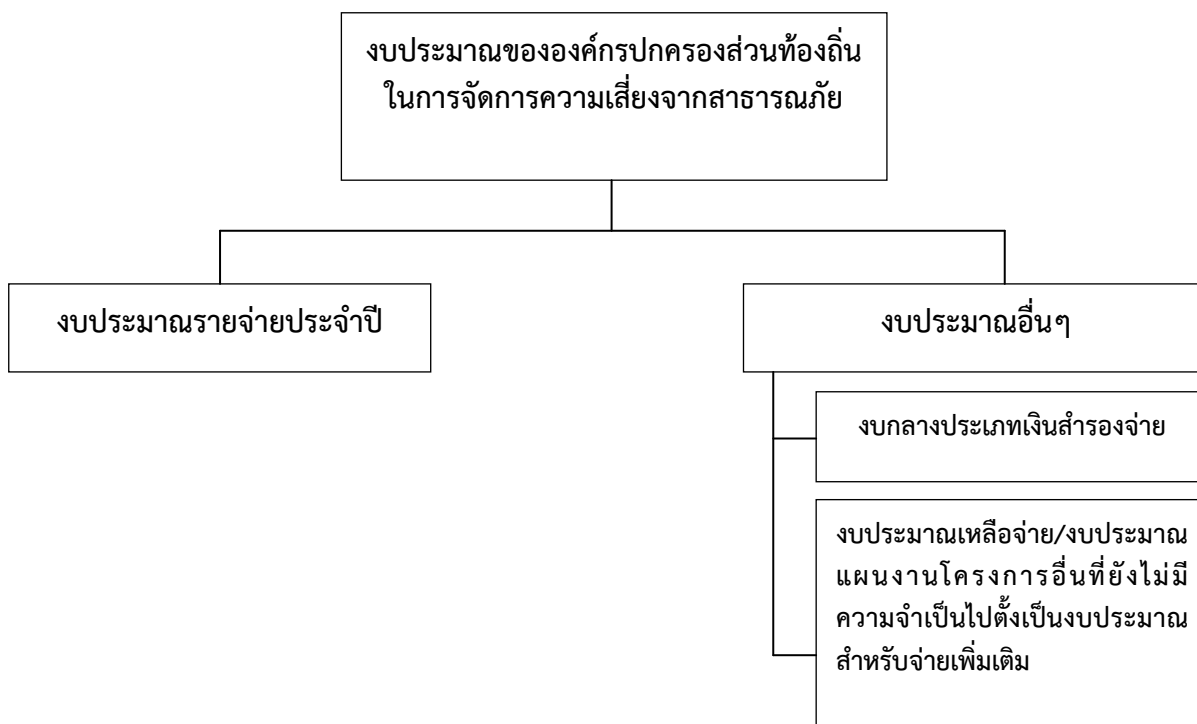 งบประมาณขององค์กรปกครองส่วนท้องถิ่น
ในการจัดการความเสี่ยงจากสาธารณภัย
งบประมาณรายจ่ายประจำปี
งบประมาณอื่นๆ
งบกลางประเภทเงินสำรองจ่าย
งบประมาณเหลือจ่าย/งบประมาณ
แผนงานโครงการอื่นที่ยังไม่มี
ความจำเป็นไปตั้งเป็นงบประมาณ
สำหรับจ่ายเพิ่มเติม